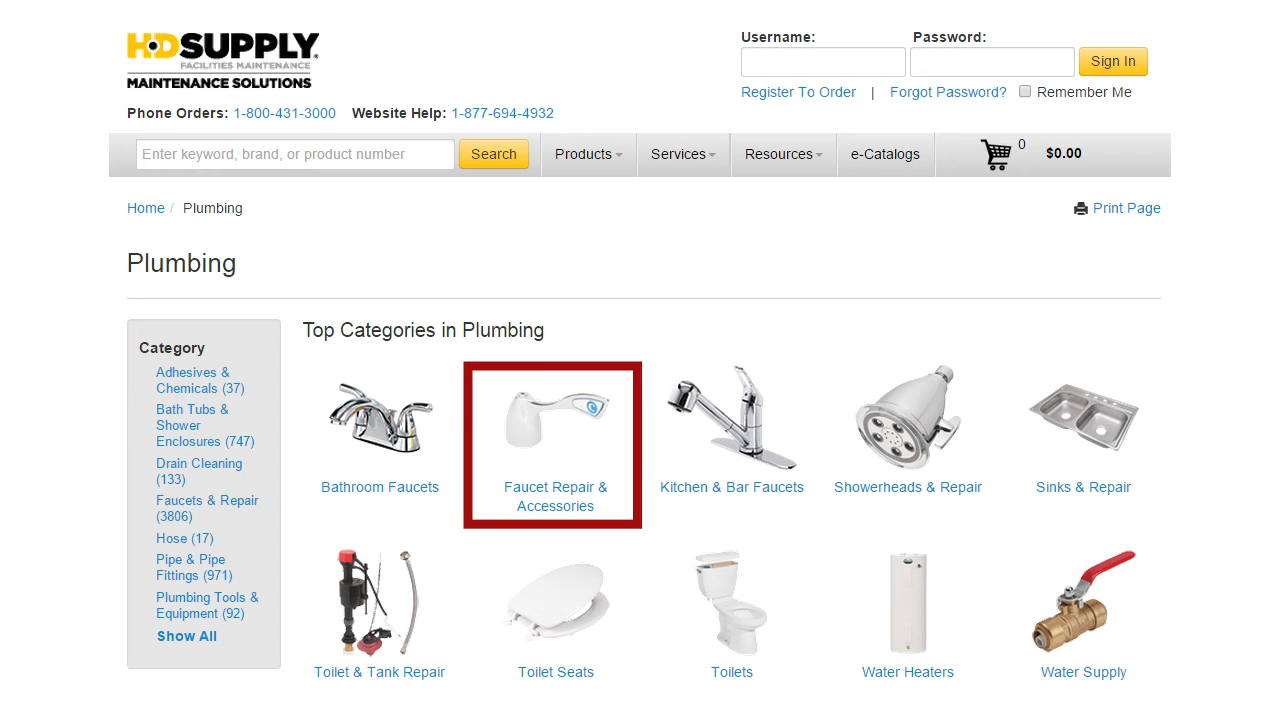 HDSUPPLY.
FACILITIES MAINTENANCE
MAINTENANCE SOLUTIONS
Username: Password:
Sign In
Register To Order | Forgot Password? Remember Me
Phone Orders: 1-800-431-3000 Website Help: 1-877-694-4932
Enter keyword, brand, or product number Search Products Services Resources e-Catalogs 0 $0.00
Home / Plumbing Print Page
Plumbing
Category
Adhesives &
Chemicals (37)
Bath Tubs &
Shower
Enclosures (747)
Drain Cleaning
(133)
Faucets & Repair
(3806)
Hose (17)
Pipe & Pipe
Fittings (971)
Plumbing Tools &
Equipment (92)
Show All
Top Categories in Plumbing
Bathroom Faucets
Faucet Repair &
Accessories
Kitchen & Bar Faucets
Showerheads & Repair
Sinks & Repair
Toilet & Tank Repair
Toilet Seats
Toilets
Water Heaters
Water Supply